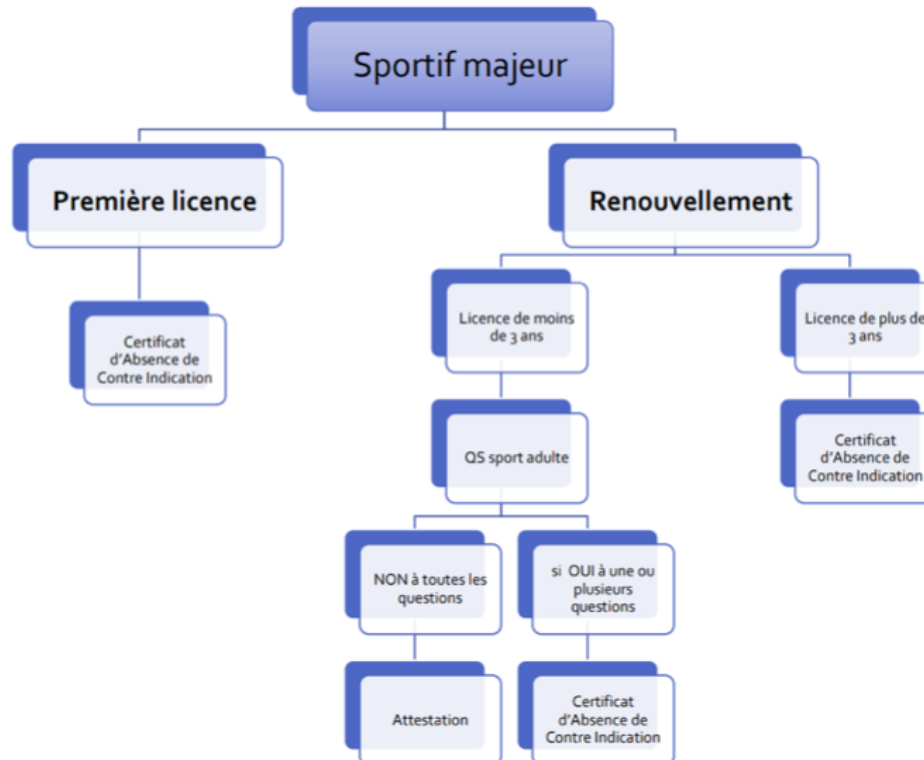 Sportif majeur
Première licence
Renouvellement
Certificat
d'Absence de
Contre Indication
Licence de moins
de 3 ans
Licence de plus de
3 ans
QS sport adulte
Certificat
d'Absence de
Contre Indication
NON à toutes les
questions
si OUI à une ou
plusieurs
questions
Attestation
Certificat
d'Absence de
Contre Indication